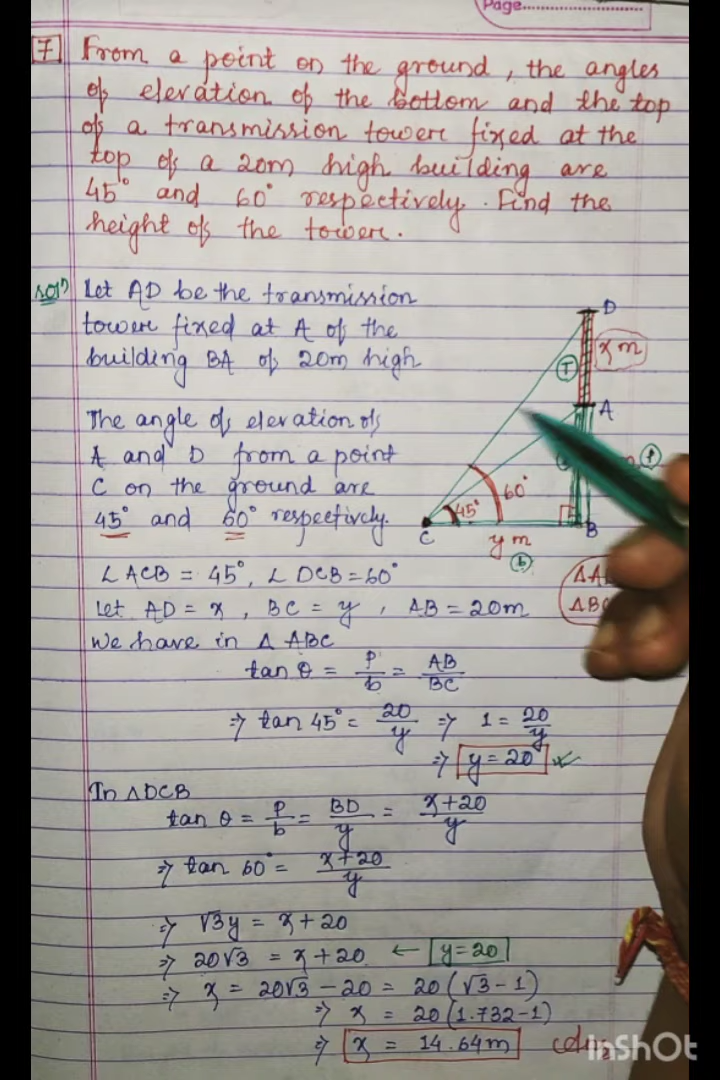 Page
7 From a point on the ground, the angles
of elevation of the bottom and the top
of a transmission tower fixed at the
top of a 20m high building are
45° and 60° respectively. Find the
height of the tower.
Solⁿ Let AD be the transmission
tower fixed at A of the
building BA of 20m high
The angle of elevation of
A and D from a point
C on the ground are
45° and 60° respectively.
D
x m
T
A
p
60°
45°
C
B
y m
b
∠ACB = 45°, ∠DCB = 60°
Let AD = x, BC = y, AB = 20m
We have in Δ ABC
tan θ = p/b = AB/BC
⇒ tan 45° = 20/y ⇒ 1 = 20/y
⇒ y = 20
In ΔDCB
tan θ = p/b = BD/y = x+20/y
⇒ tan 60° = x+20/y
⇒ √3y = x + 20
⇒ 20√3 = x + 20 ← y = 20
⇒ x = 20√3 - 20 = 20(√3 - 1)
⇒ x = 20(1.732-1)
⇒ x = 14.64m
InShOt